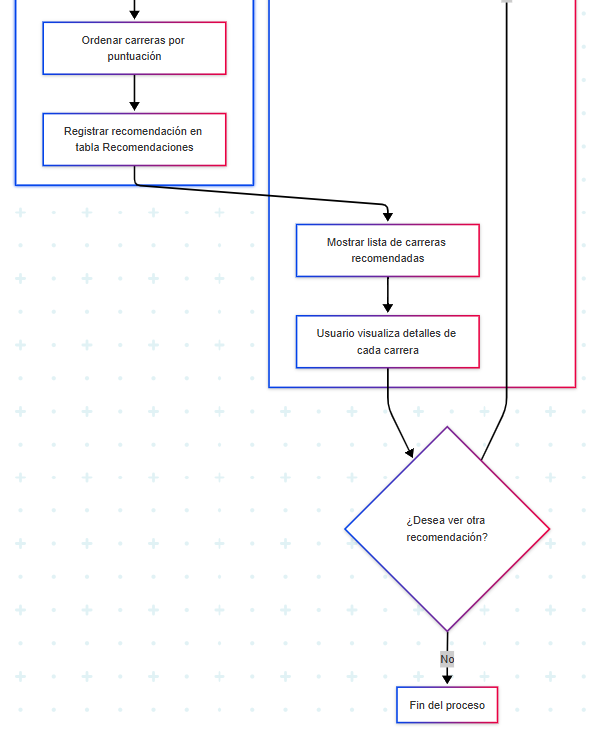 Ordenar carreras por
puntuación
Registrar recomendación en
tabla Recomendaciones
Mostrar lista de carreras
recomendadas
Usuario visualiza detalles de
cada carrera
¿Desea ver otra
recomendación?
No
Fin del proceso